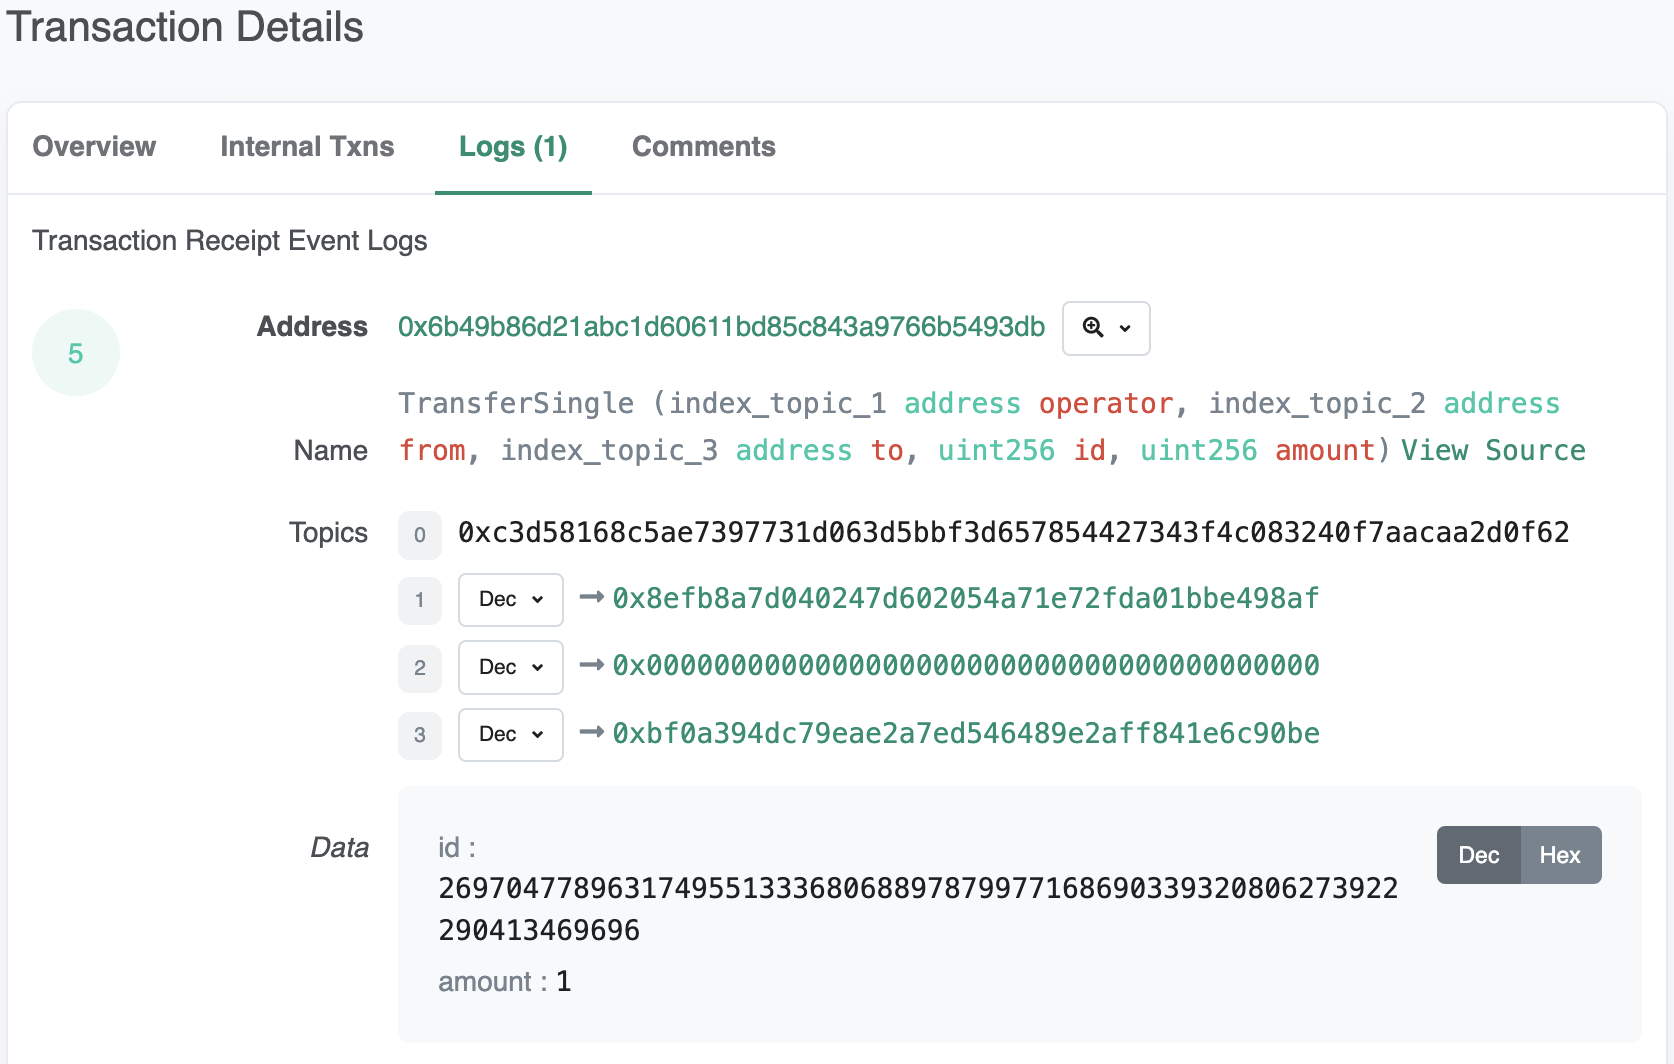 Transaction Details
Overview Internal Txns Logs (1) Comments
Transaction Receipt Event Logs
5
Address 0x6b49b86d21abc1d60611bd85c843a9766b5493db
TransferSingle (index_topic_1 address operator, index_topic_2 address
Name from, index_topic_3 address to, uint256 id, uint256 amount) View Source
Topics 0 0xc3d58168c5ae7397731d063d5bbf3d657854427343f4c083240f7aacaa2d0f62
1 Dec → 0x8efb8a7d040247d602054a71e72fda01bbe498af
2 Dec → 0x0000000000000000000000000000000000000000
3 Dec → 0xbf0a394dc79eae2a7ed546489e2aff841e6c90be
Data id :
Dec Hex
269704778963174955133368068897879977168690339320806273922
290413469696
amount : 1